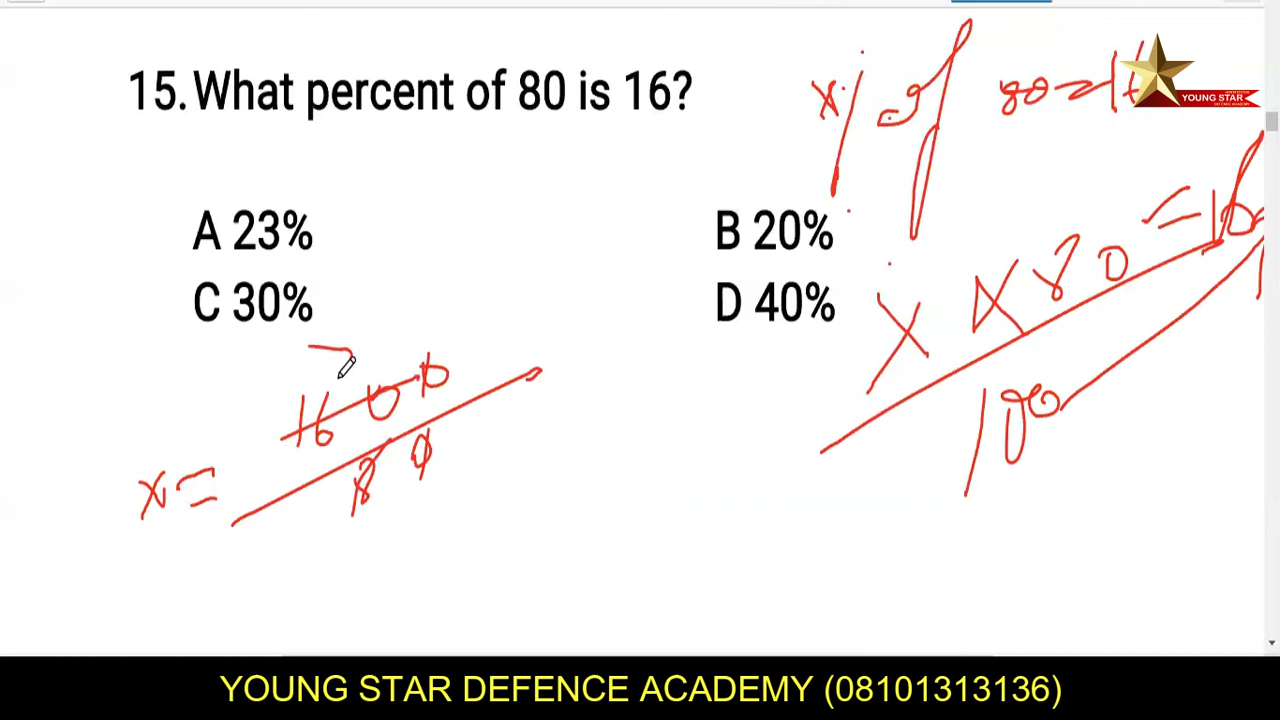 15. What percent of 80 is 16?
x% of 80 = 16
YOUNG STAR
A 23%
B 20%
C 30%
D 40%
X × 80 = 16
100
1600
x =
80
YOUNG STAR DEFENCE ACADEMY (08101313136)